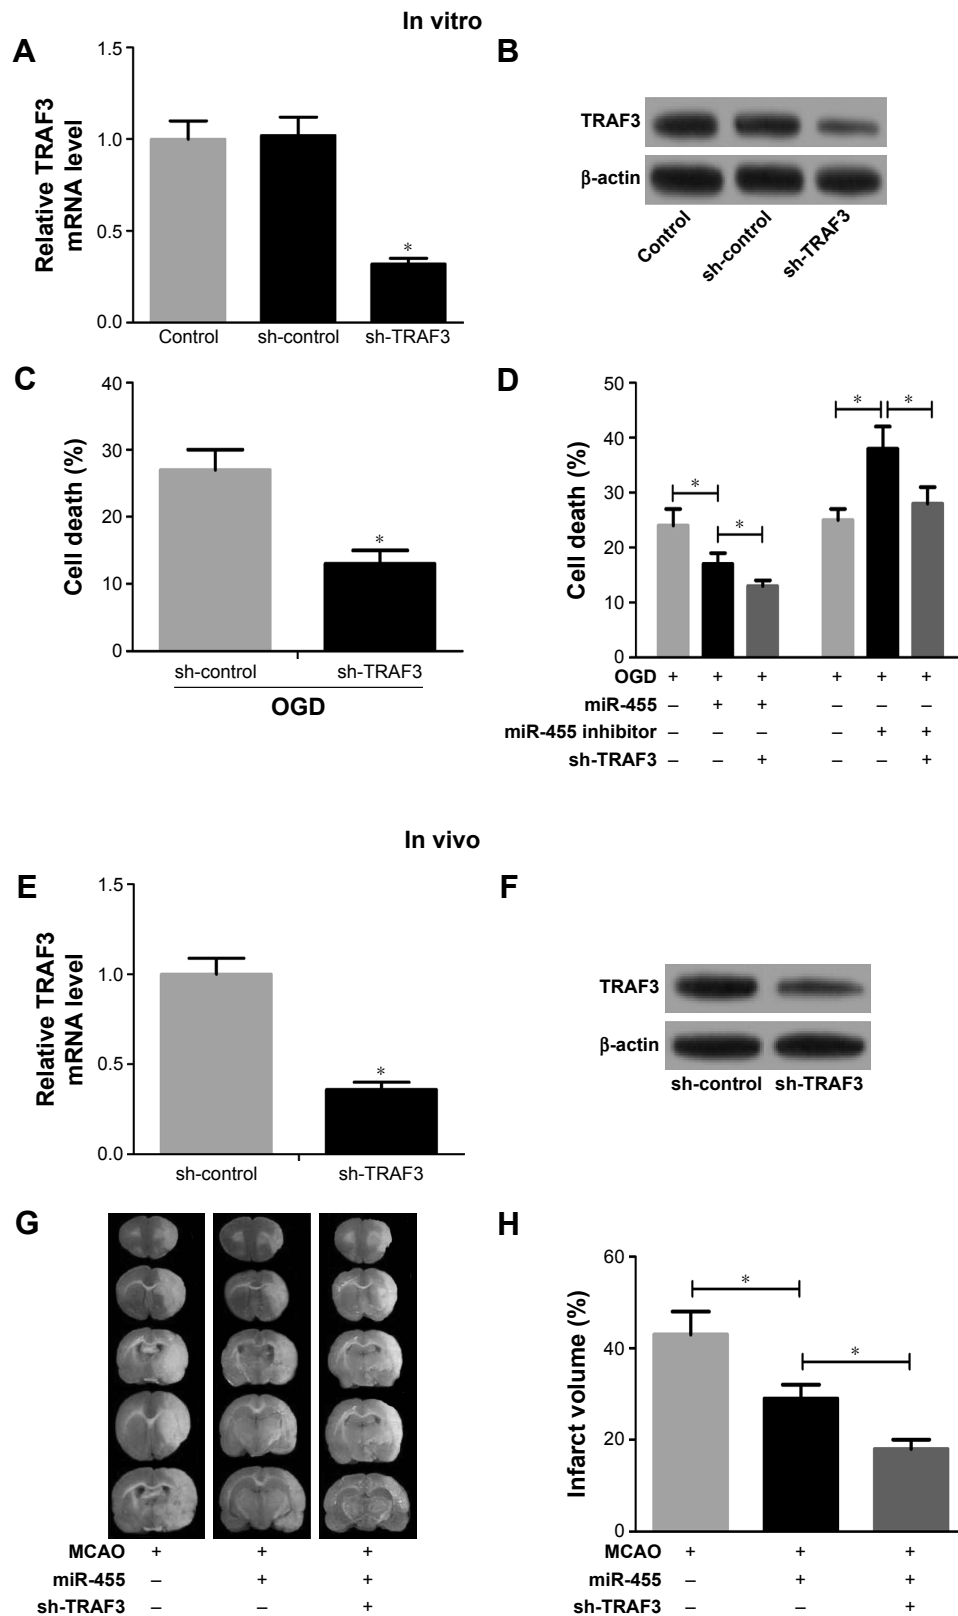 In vitro
A
Relative TRAF3
mRNA level
1.5
1.0
0.5
0.0
*
Control sh-control sh-TRAF3
B
TRAF3
β-actin
Control
sh-control
sh-TRAF3
C
Cell death (%)
40
30
20
10
0
*
sh-control sh-TRAF3
OGD
D
Cell death (%)
50
40
30
20
10
0
* * * *
OGD + + + + + +
miR-455 – + + – – –
miR-455 inhibitor – – – – + +
sh-TRAF3 – – + – – +
In vivo
E
Relative TRAF3
mRNA level
1.5
1.0
0.5
0.0
*
sh-control sh-TRAF3
F
TRAF3
β-actin
sh-control sh-TRAF3
G
MCAO + + +
miR-455 – + +
sh-TRAF3 – – +
H
Infarct volume (%)
60
40
20
0
* *
MCAO + + +
miR-455 – + +
sh-TRAF3 – – +